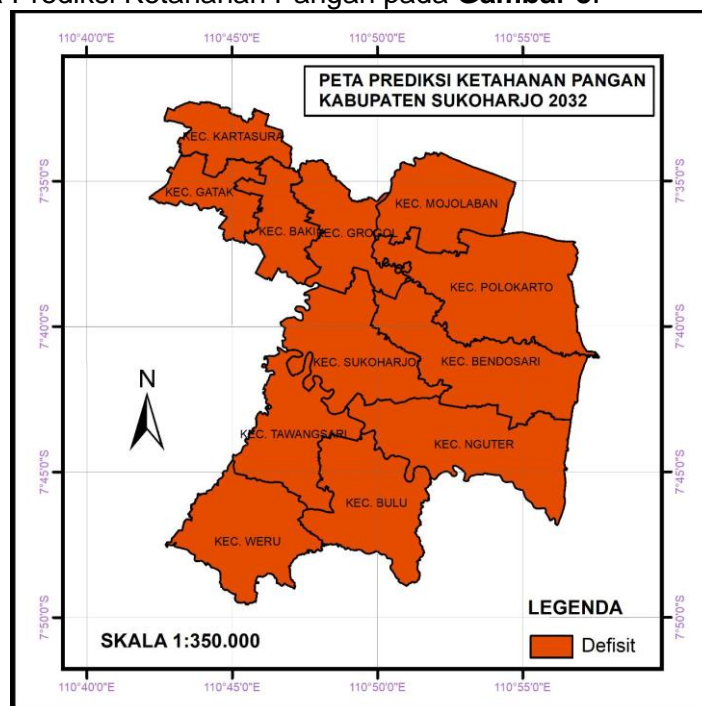 Prediksi Ketahanan Pangan pada
110°40'0"E 110°45'0"E 110°50'0"E 110°55'0"E
PETA PREDIKSI KETAHANAN PANGAN
KABUPATEN SUKOHARJO 2032
KEC. KARTASURA
7°35'0"S 7°35'0"S
KEC. GATAK
KEC. MOJOLABAN
KEC. BAKI
KEC. GROGOL
KEC. POLOKARTO
7°40'0"S 7°40'0"S
KEC. SUKOHARJO
KEC. BENDOSARI
N
KEC. TAWANGSARI
KEC. NGUTER
7°45'0"S 7°45'0"S
KEC. BULU
KEC. WERU
LEGENDA
7°50'0"S 7°50'0"S
SKALA 1:350.000
Defisit
110°40'0"E 110°45'0"E 110°50'0"E 110°55'0"E